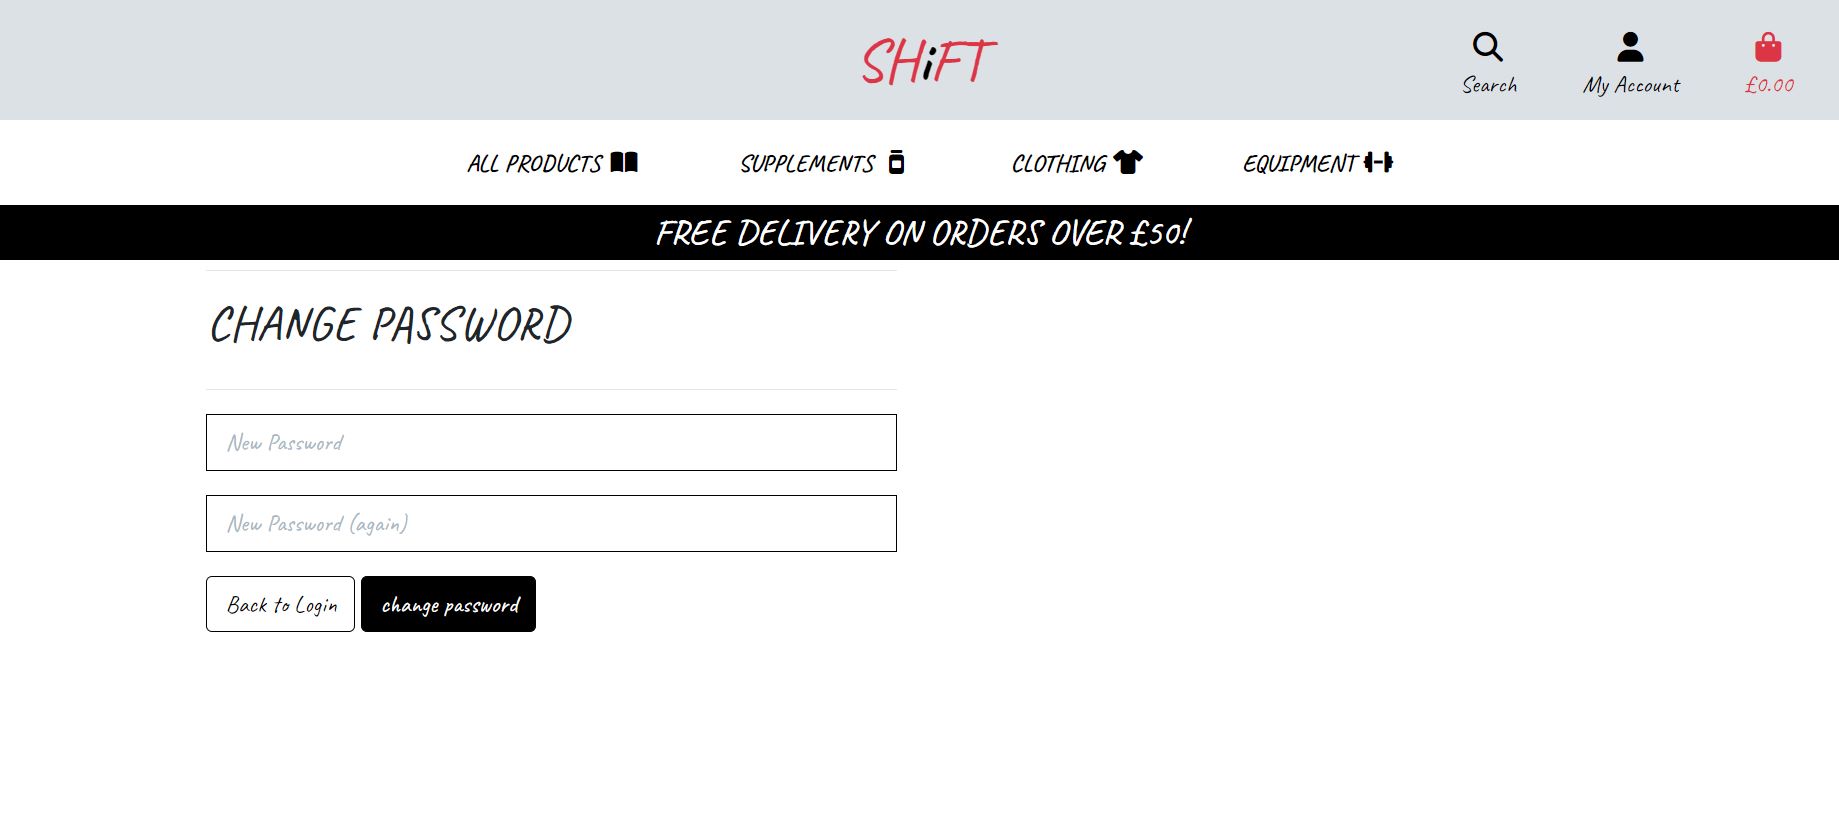 SHiFT
Search
My Account
£0.00
ALL PRODUCTS
SUPPLEMENTS
CLOTHING
EQUIPMENT
FREE DELIVERY ON ORDERS OVER £50!
CHANGE PASSWORD
New Password
New Password (again)
Back to Login
change password